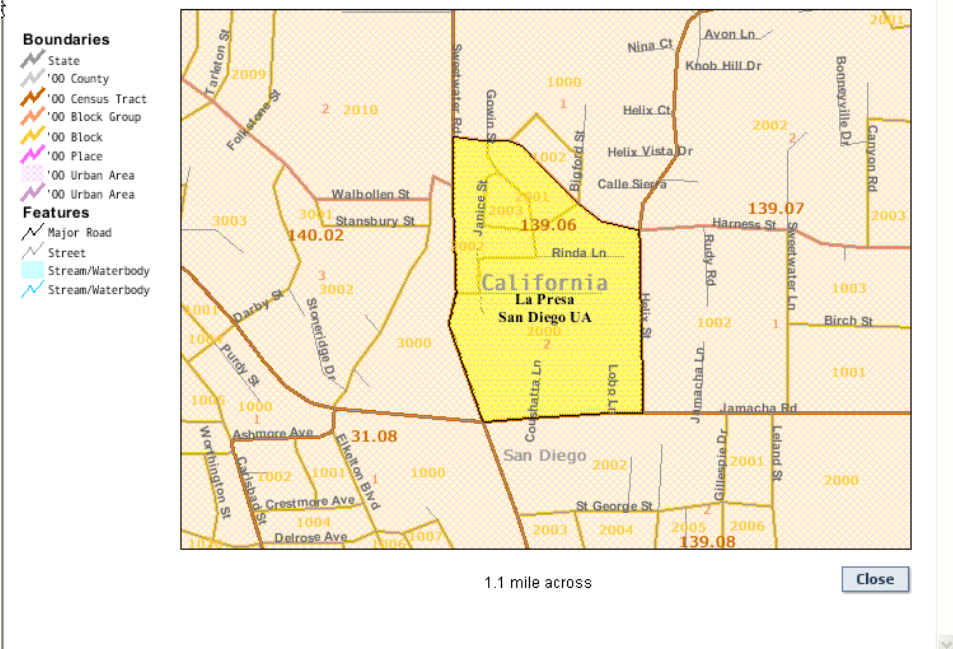 Boundaries
State
'00 County
'00 Census Tract
'00 Block Group
'00 Block
'00 Place
'00 Urban Area
'00 Urban Area
Features
Major Road
Street
Stream/Waterbody
Stream/Waterbody
2001
Avon Ln
Nina Ct
Tarleton St
Sweetwater Rd
Knob Hill Dr
2009
1000
Bonneyville Dr
Gowin S
1
2
2010
Folkstone St
Helix Ct
2002
2
Canyon Rd
Bigford St
Helix Vista Dr
1002
Calle Sierra
Walbollen St
Janice St
2001
2003
139.07
3003
3001
Stansbury St
139.06
Harness St
2003
140.02
2002
Rinda Ln
Rudy Rd
Sweetwater Ln
3
3002
California
1003
La Presa
San Diego UA
Darby St
Stoneridge Dr
Helix St
1001
1002
1
Birch St
2000
2
3000
Purdy St
Coushatta Ln
Lobo L
Jamacha Ln
1001
1000
1
Jamacha Rd
Ashmore Ave
31.08
Worthington St
Carlsbad St
Elkelton Blvd
San Diego
Gillespie Dr
Leland St
2002
2001
1002
1001
1
1000
2000
Crestmore Ave
St George St
2
1004
2003
2004
2005
2006
Delrose Ave
1006
1007
139.08
1.1 mile across
Close